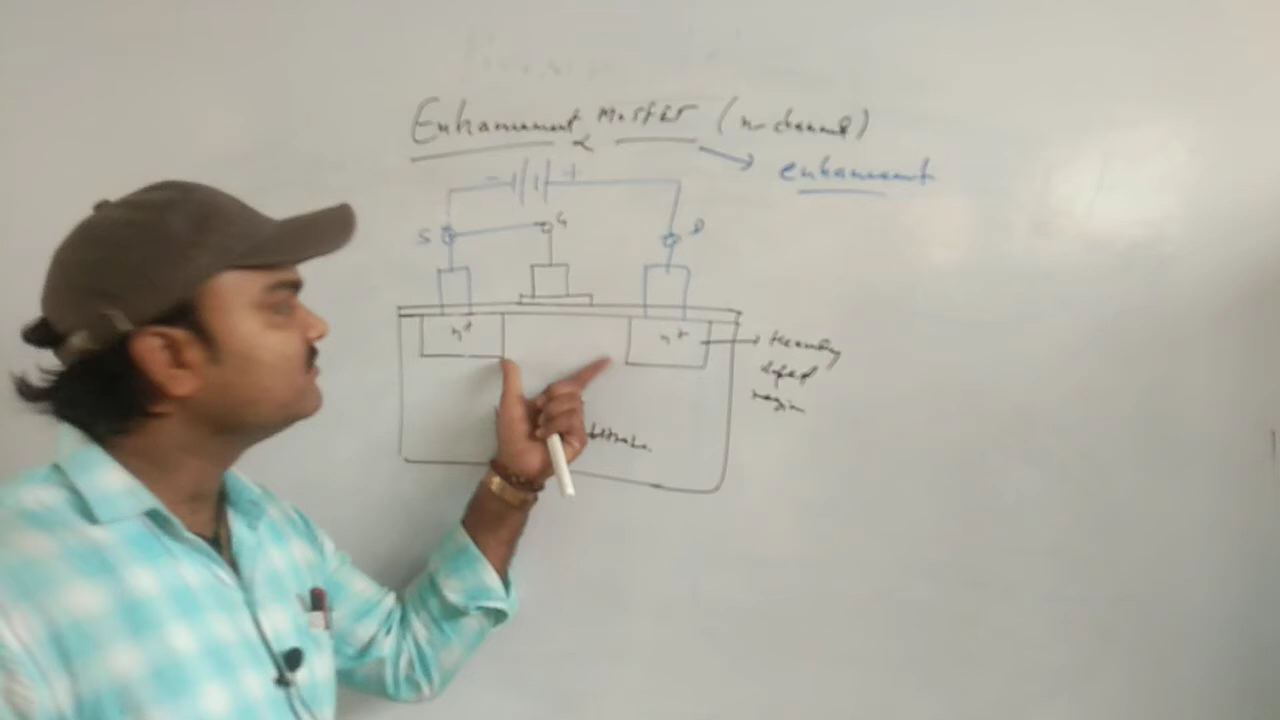 Enhancement MOSFET (n-channel)
enhancement
- +
S G D
n+ n+
Heavily
doped
region